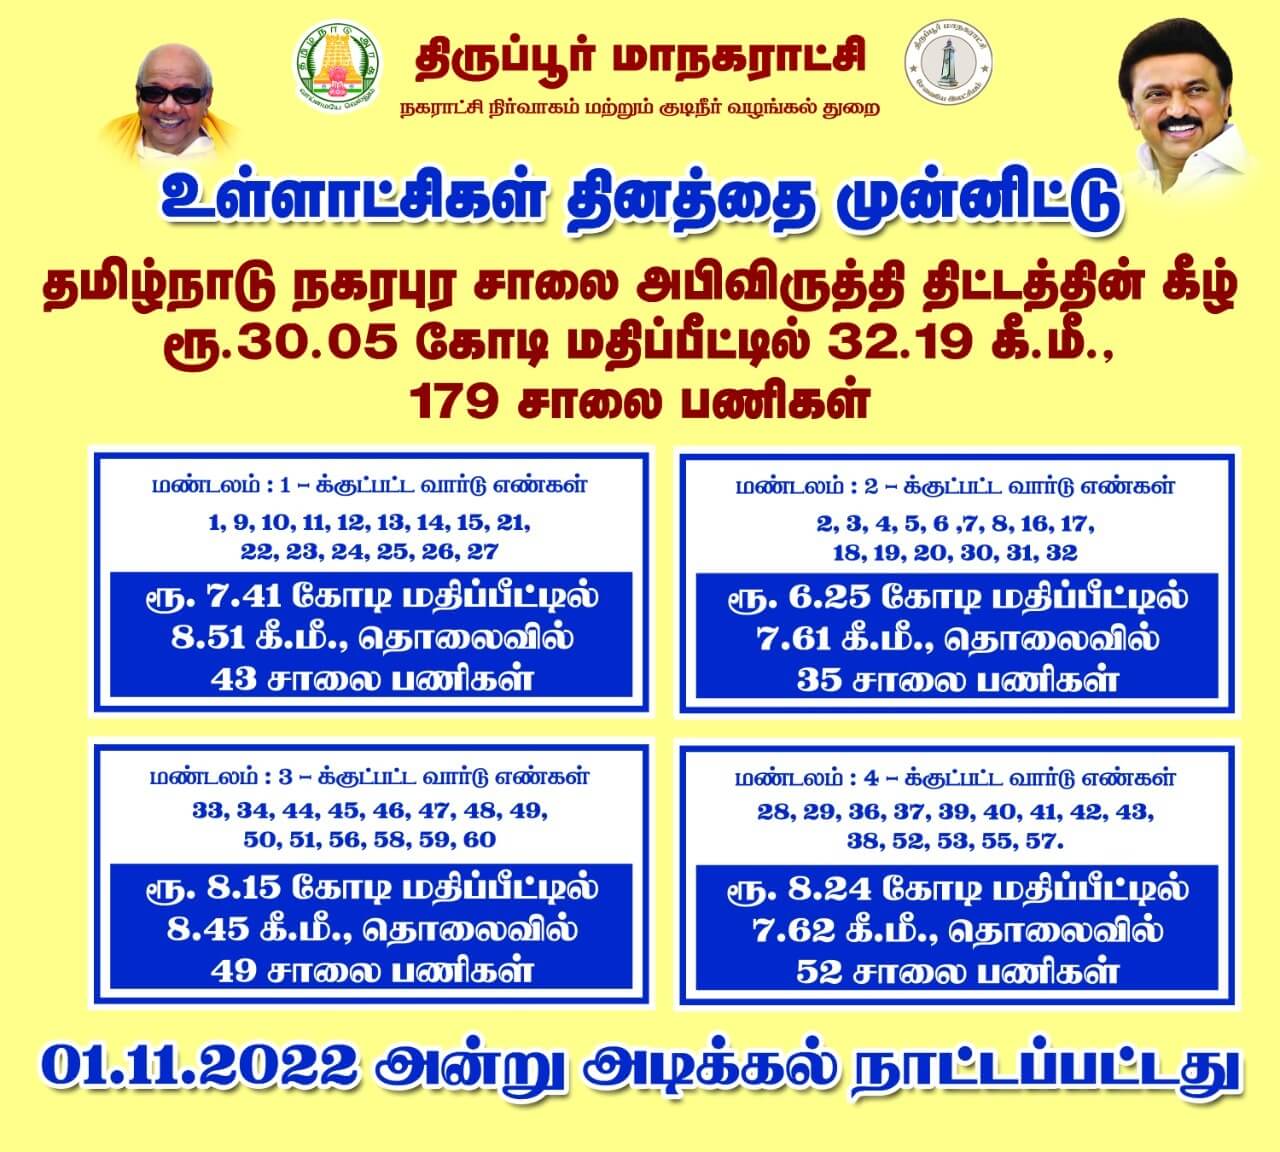 திருப்பூர் மாநகராட்சி
நகராட்சி நிர்வாகம் மற்றும் குடிநீர் வழங்கல் துறை
தமிழ்நாடு அரசு
வாய்மையே வெல்லும்
திருப்பூர் மாநகராட்சி
உள்ளாட்சிகள் தினத்தை முன்னிட்டு
தமிழ்நாடு நகரபுர சாலை அபிவிருத்தி திட்டத்தின் கீழ்
ரூ.30.05 கோடி மதிப்பீட்டில் 32.19 கீ.மீ.,
179 சாலை பணிகள்
மண்டலம் : 1 – க்குட்பட்ட வார்டு எண்கள்
1, 9, 10, 11, 12, 13, 14, 15, 21,
22, 23, 24, 25, 26, 27
ரூ. 7.41 கோடி மதிப்பீட்டில்
8.51 கீ.மீ., தொலைவில்
43 சாலை பணிகள்
மண்டலம் : 2 – க்குட்பட்ட வார்டு எண்கள்
2, 3, 4, 5, 6 ,7, 8, 16, 17,
18, 19, 20, 30, 31, 32
ரூ. 6.25 கோடி மதிப்பீட்டில்
7.61 கீ.மீ., தொலைவில்
35 சாலை பணிகள்
மண்டலம் : 3 – க்குட்பட்ட வார்டு எண்கள்
33, 34, 44, 45, 46, 47, 48, 49,
50, 51, 56, 58, 59, 60
ரூ. 8.15 கோடி மதிப்பீட்டில்
8.45 கீ.மீ., தொலைவில்
49 சாலை பணிகள்
மண்டலம் : 4 – க்குட்பட்ட வார்டு எண்கள்
28, 29, 36, 37, 39, 40, 41, 42, 43,
38, 52, 53, 55, 57.
ரூ. 8.24 கோடி மதிப்பீட்டில்
7.62 கீ.மீ., தொலைவில்
52 சாலை பணிகள்
01.11.2022 அன்று அடிக்கல் நாட்டப்பட்டது